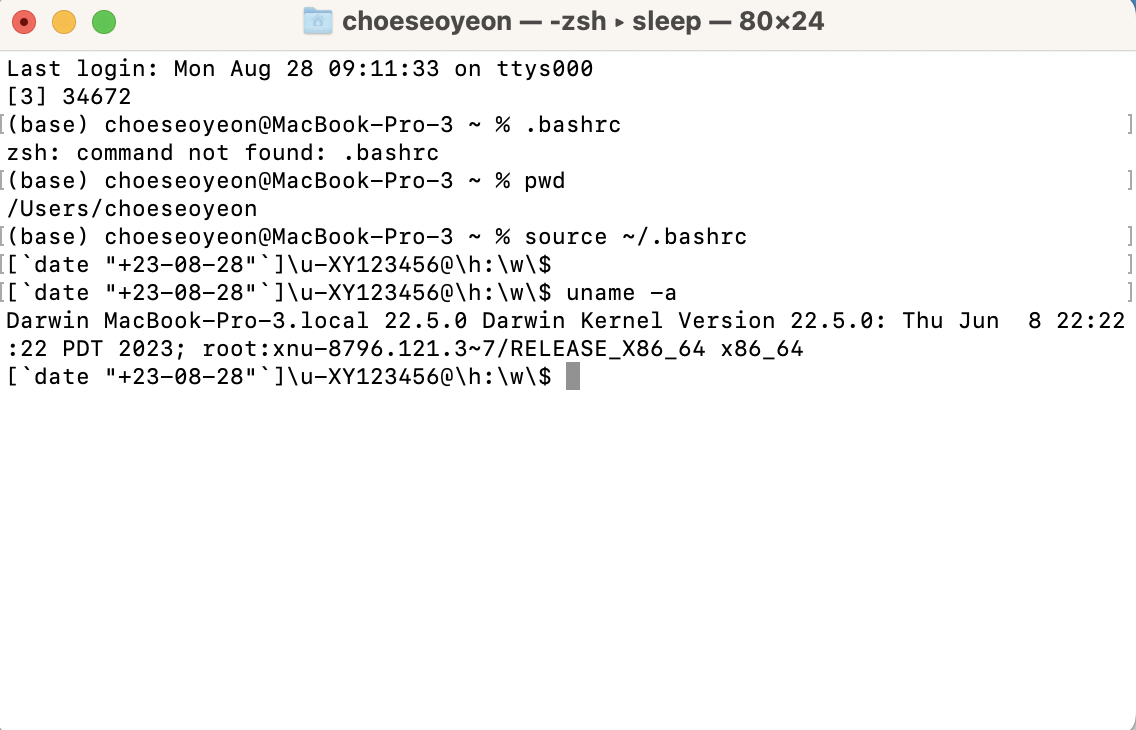 choeseoyeon — -zsh ▸ sleep — 80×24
Last login: Mon Aug 28 09:11:33 on ttys000
[3] 34672
[(base) choeseoyeon@MacBook-Pro-3 ~ % .bashrc ]
zsh: command not found: .bashrc
[(base) choeseoyeon@MacBook-Pro-3 ~ % pwd ]
/Users/choeseoyeon
[(base) choeseoyeon@MacBook-Pro-3 ~ % source ~/.bashrc ]
[[`date "+23-08-28"`]\u-XY123456@\h:\w\$ ]
[[`date "+23-08-28"`]\u-XY123456@\h:\w\$ uname -a ]
Darwin MacBook-Pro-3.local 22.5.0 Darwin Kernel Version 22.5.0: Thu Jun  8 22:22
:22 PDT 2023; root:xnu-8796.121.3~7/RELEASE_X86_64 x86_64
[`date "+23-08-28"`]\u-XY123456@\h:\w\$